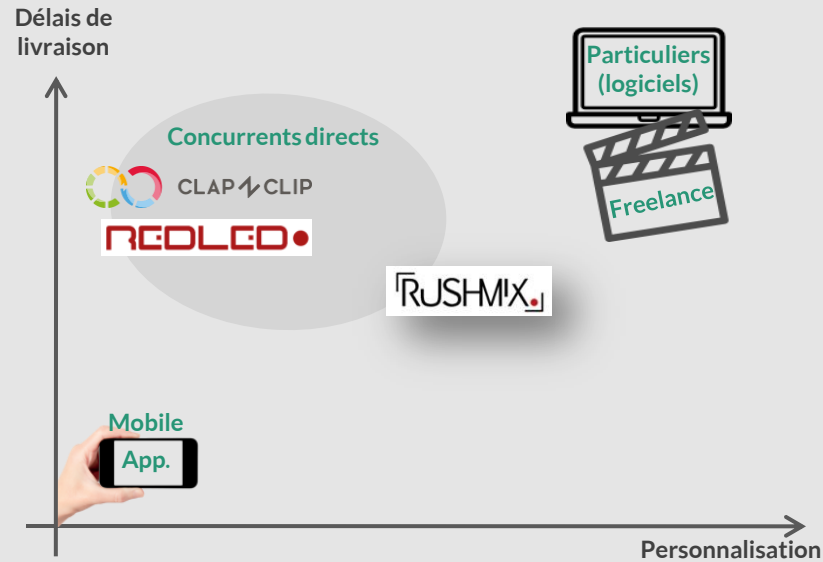 Délais de
livraison
Particuliers
(logiciels)
Freelance
Concurrents directs
CLAP CLIP
REDLED
RUSHMIX.
Mobile
App.
Personnalisation